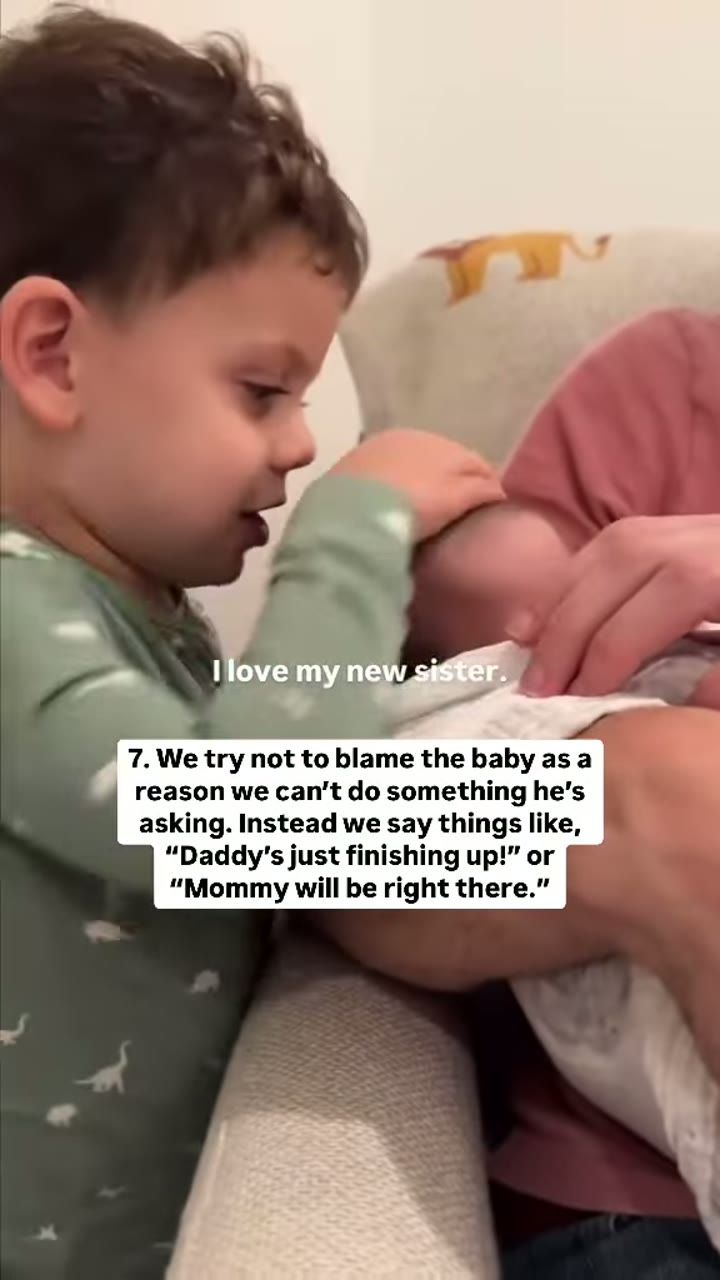 I love my new sister.
7. We try not to blame the baby as a
reason we can’t do something he’s
asking. Instead we say things like,
“Daddy’s just finishing up!” or
“Mommy will be right there.”